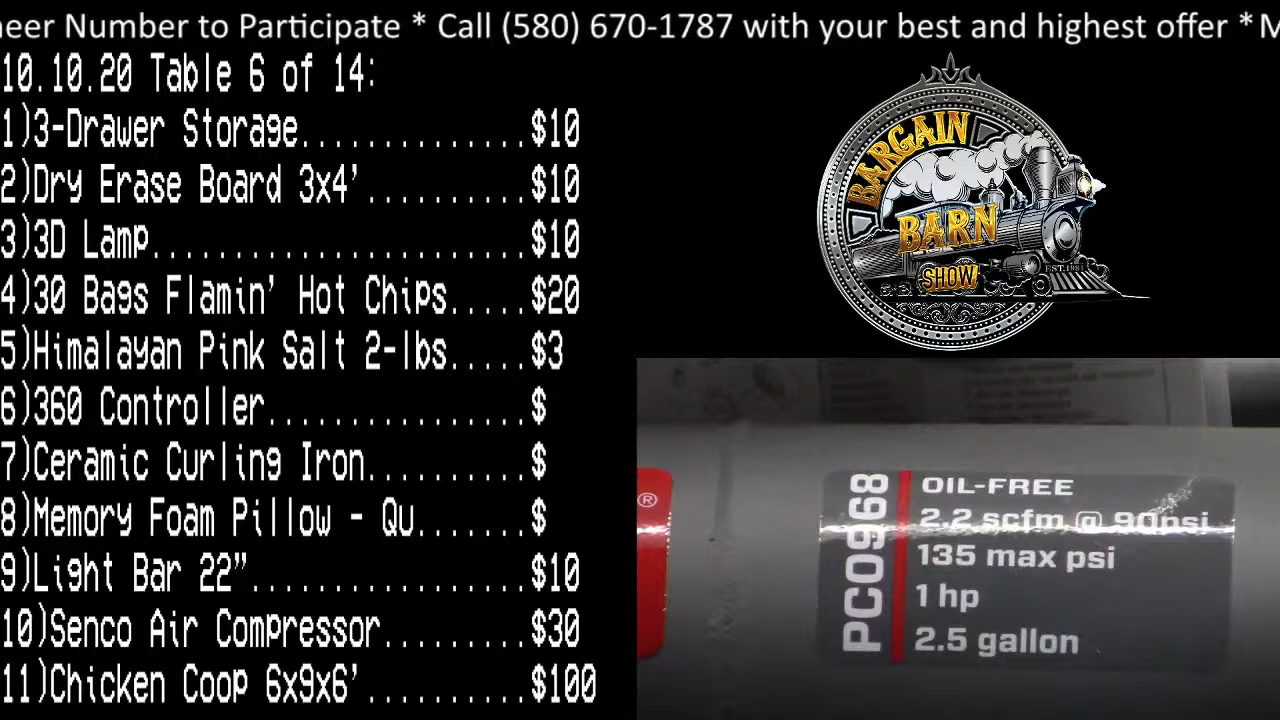 neer Number to Participate * Call (580) 670-1787 with your best and highest offer * M
10.10.20 Table 6 of 14:
1)3-Drawer Storage..............$10
2)Dry Erase Board 3x4'..........$10
3)3D Lamp.......................$10
4)30 Bags Flamin' Hot Chips.....$20
5)Himalayan Pink Salt 2-lbs.....$3
6)360 Controller................$
7)Ceramic Curling Iron..........$
8)Memory Foam Pillow - Qu.......$
9)Light Bar 22".................$10
10)Senco Air Compressor.........$30
11)Chicken Coop 6x9x6'..........$100
BARGAIN
BARN
SHOW
EST.1981
®
PC0968
OIL-FREE
2.2 scfm @ 90psi
135 max psi
1 hp
2.5 gallon